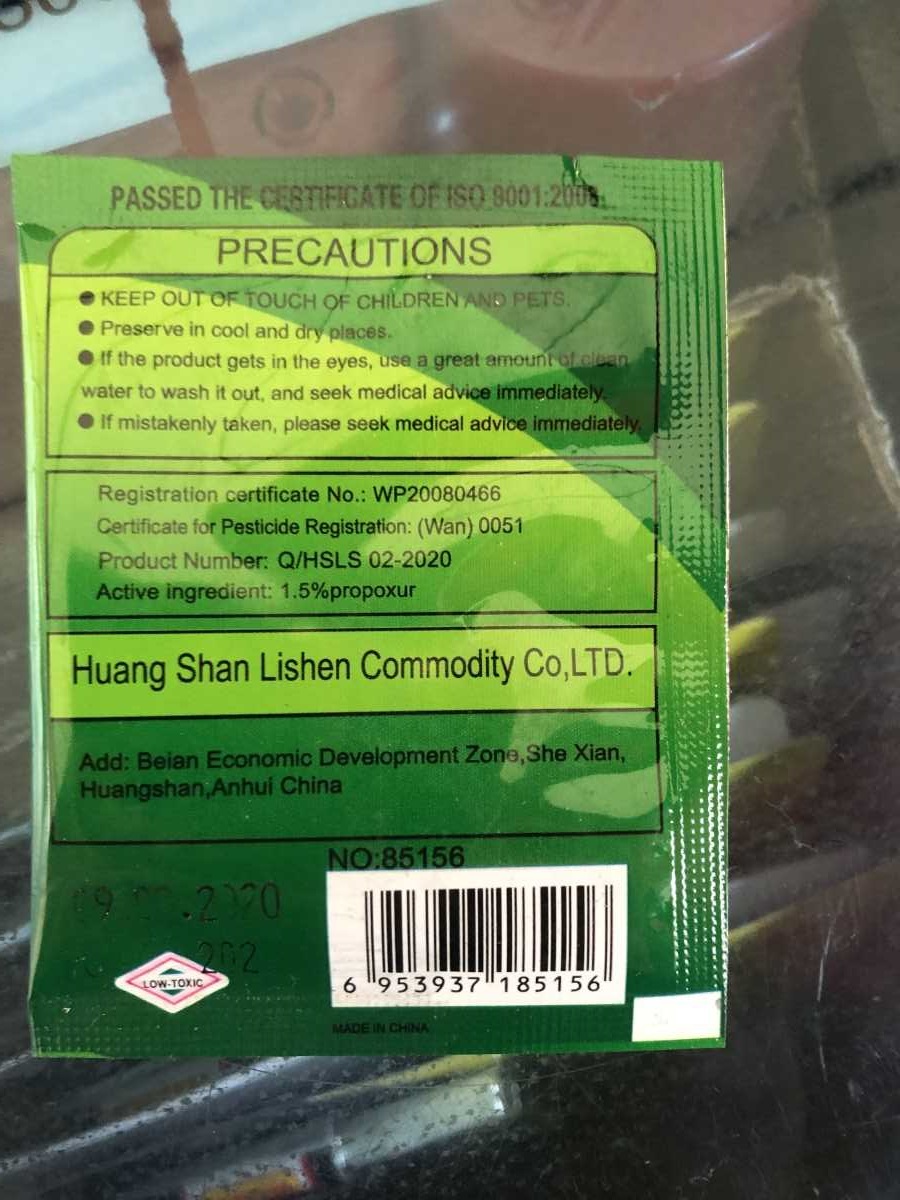 PASSED THE CERTIFICATE OF ISO 9001:2008.
PRECAUTIONS
● KEEP OUT OF TOUCH OF CHILDREN AND PETS.
● Preserve in cool and dry places.
● If the product gets in the eyes, use a great amount of clean
water to wash it out, and seek medical advice immediately.
● If mistakenly taken, please seek medical advice immediately.
Registration certificate No.: WP20080466
Certificate for Pesticide Registration: (Wan) 0051
Product Number: Q/HSLS 02-2020
Active ingredient: 1.5%propoxur
Huang Shan Lishen Commodity Co,LTD.
Add: Beian Economic Development Zone,She Xian,
Huangshan,Anhui China
NO:85156
LOW-TOXIC
6 953937 185156
MADE IN CHINA